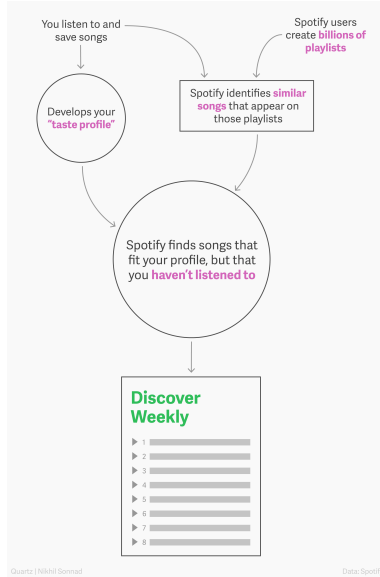 You listen to and
save songs
Spotify users
create billions of
playlists
Develops your
“taste profile”
Spotify identifies similar
songs that appear on
those playlists
Spotify finds songs that
fit your profile, but that
you haven’t listened to
Discover
Weekly
1
2
3
4
5
6
7
8
Quartz | Nikhil Sonnad
Data: Spotif